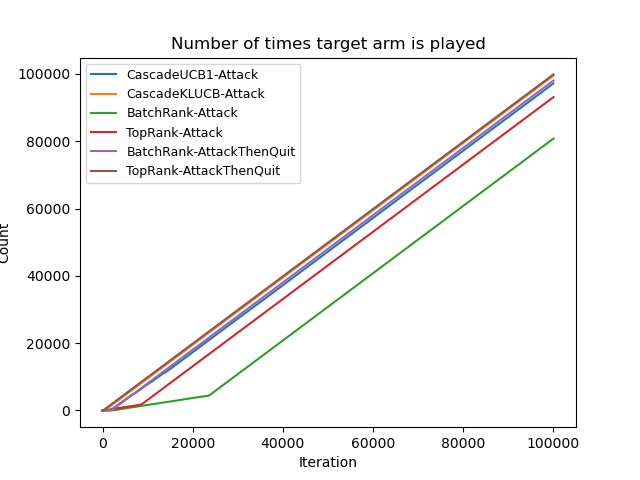 Number of times target arm is played
100000
80000
60000
40000
20000
0
Count
CascadeUCB1-Attack
CascadeKLUCB-Attack
BatchRank-Attack
TopRank-Attack
BatchRank-AttackThenQuit
TopRank-AttackThenQuit
0 20000 40000 60000 80000 100000
Iteration